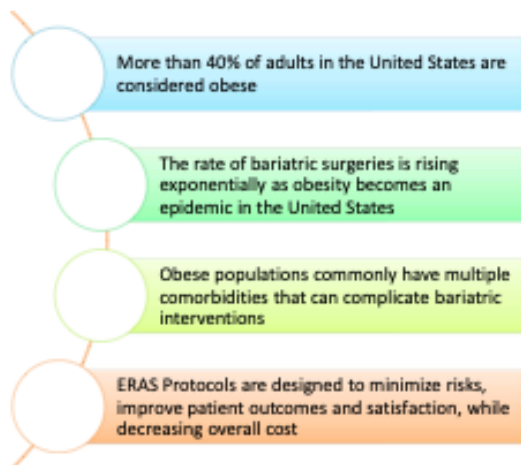 More than 40% of adults in the United States are
considered obese
The rate of bariatric surgeries is rising
exponentially as obesity becomes an
epidemic in the United States
Obese populations commonly have multiple
comorbidities that can complicate bariatric
interventions
ERAS Protocols are designed to minimize risks,
improve patient outcomes and satisfaction, while
decreasing overall cost